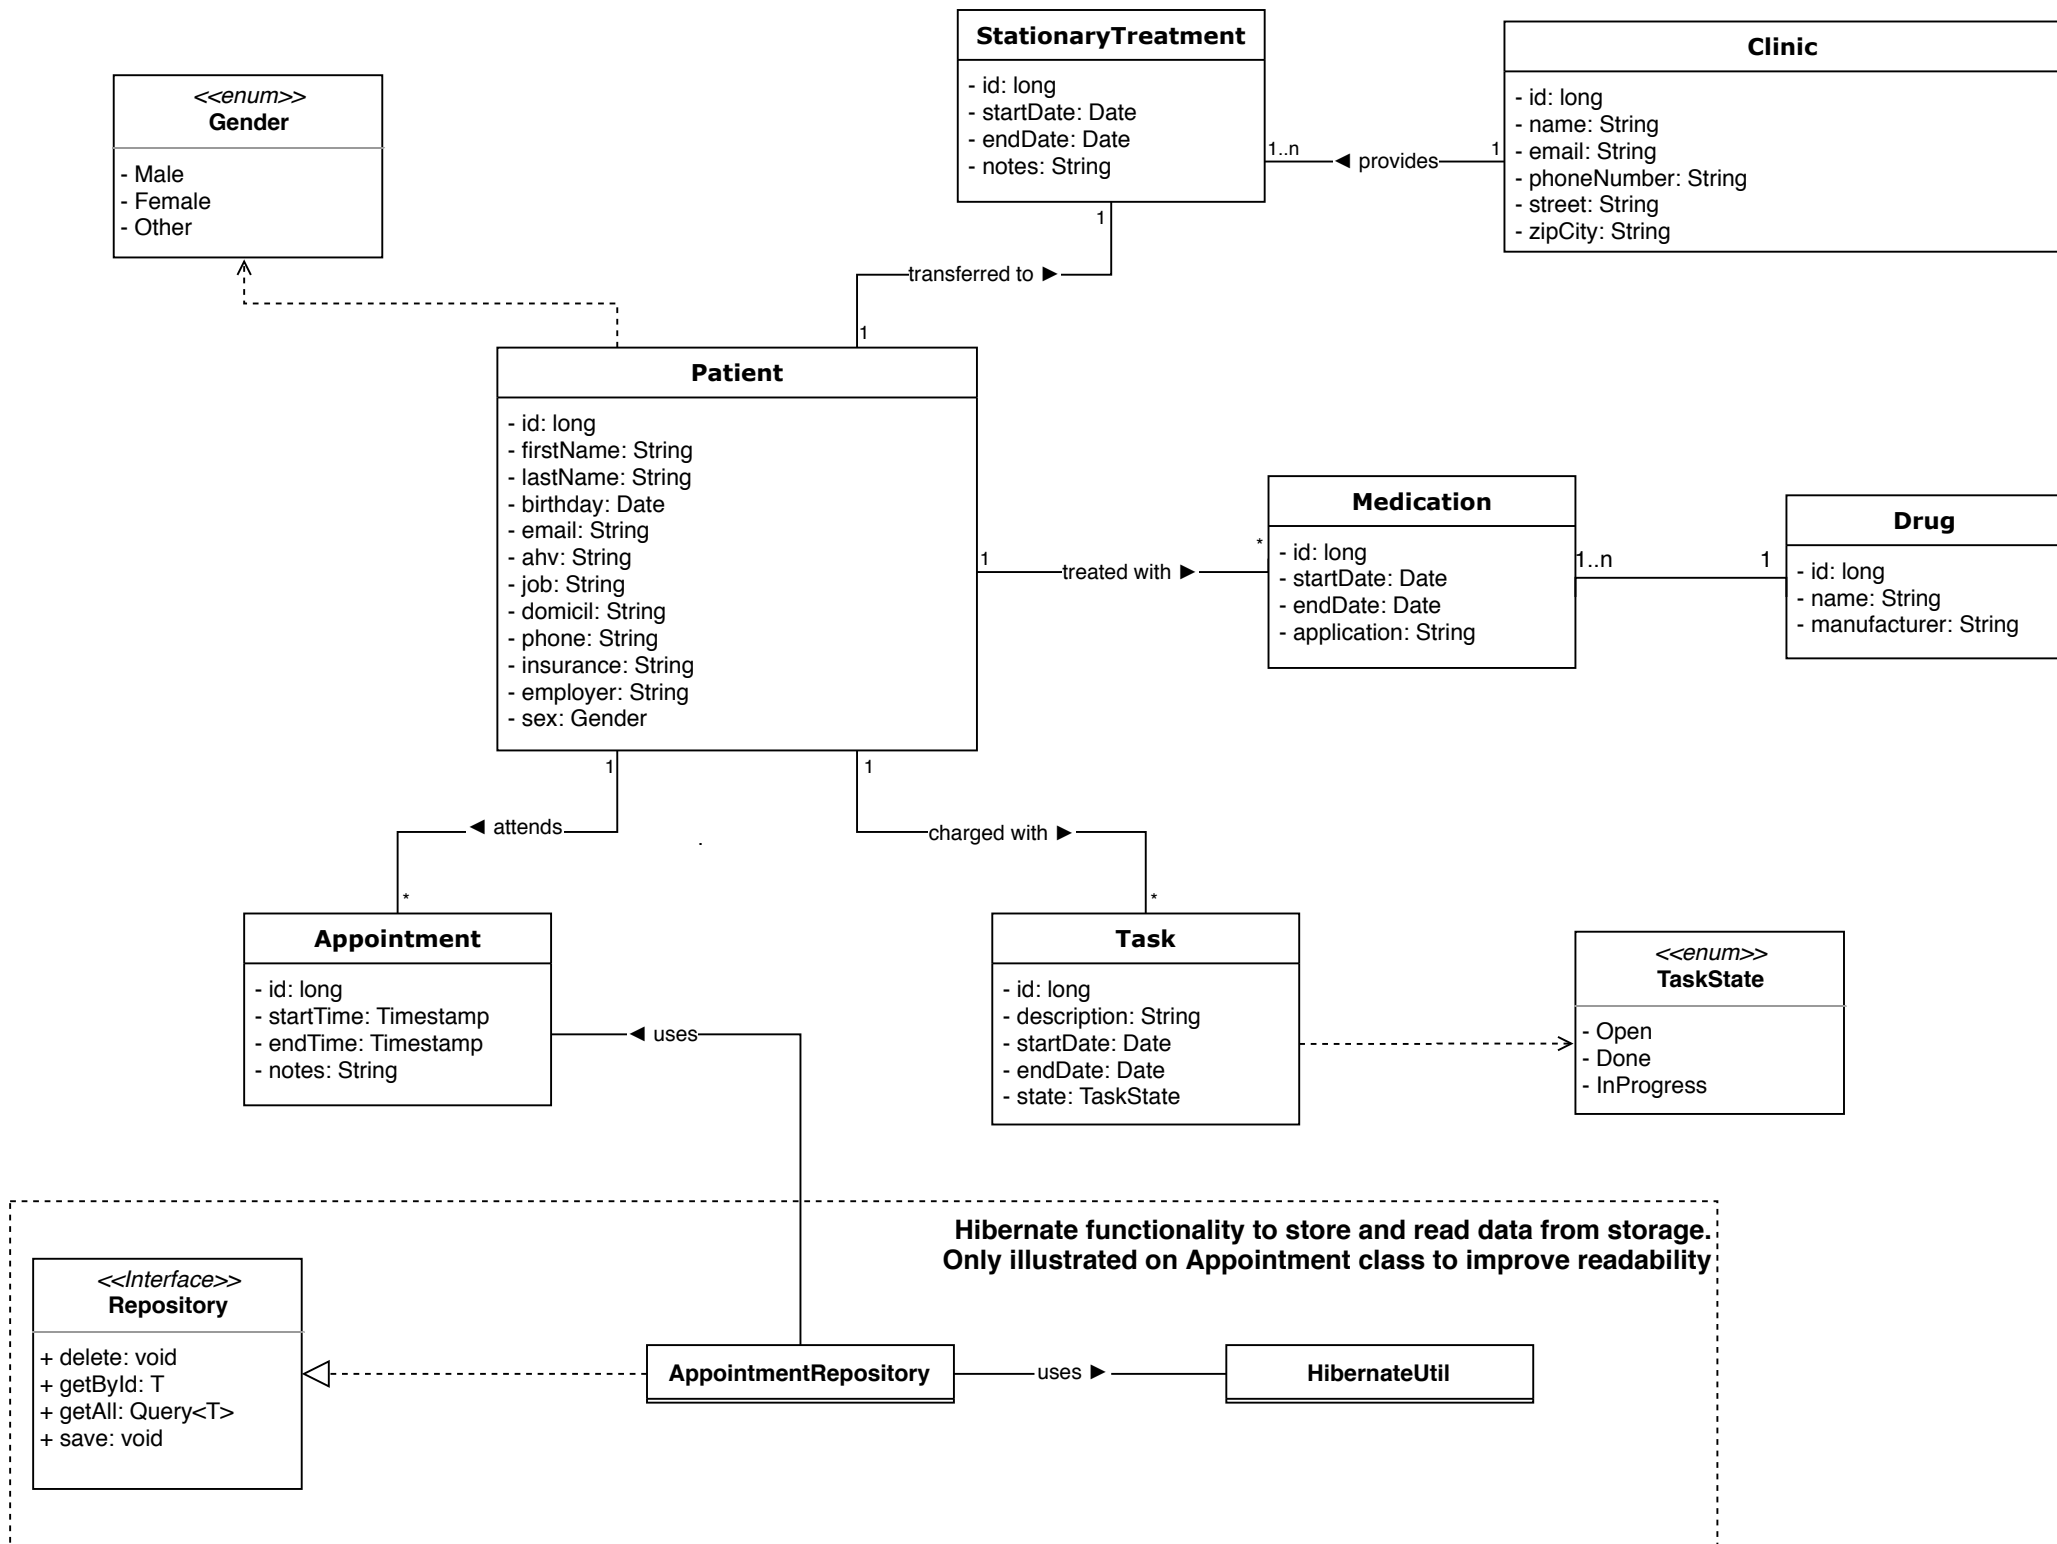 StationaryTreatment
- id: long
- startDate: Date
- endDate: Date
- notes: String
Clinic
- id: long
- name: String
- email: String
- phoneNumber: String
- street: String
- zipCity: String
<<enum>>
Gender
- Male
- Female
- Other
1..n
◄ provides
1
1
transferred to ►
1
Patient
- id: long
- firstName: String
- lastName: String
- birthday: Date
- email: String
- ahv: String
- job: String
- domicil: String
- phone: String
- insurance: String
- employer: String
- sex: Gender
1
treated with ►
*
Medication
- id: long
- startDate: Date
- endDate: Date
- application: String
1..n
1
Drug
- id: long
- name: String
- manufacturer: String
1
◄ attends
*
1
charged with ►
*
.
Appointment
- id: long
- startTime: Timestamp
- endTime: Timestamp
- notes: String
◄ uses
Task
- id: long
- description: String
- startDate: Date
- endDate: Date
- state: TaskState
<<enum>>
TaskState
- Open
- Done
- InProgress
Hibernate functionality to store and read data from storage.
Only illustrated on Appointment class to improve readability
<<Interface>>
Repository
+ delete: void
+ getById: T
+ getAll: Query<T>
+ save: void
AppointmentRepository
uses ►
HibernateUtil